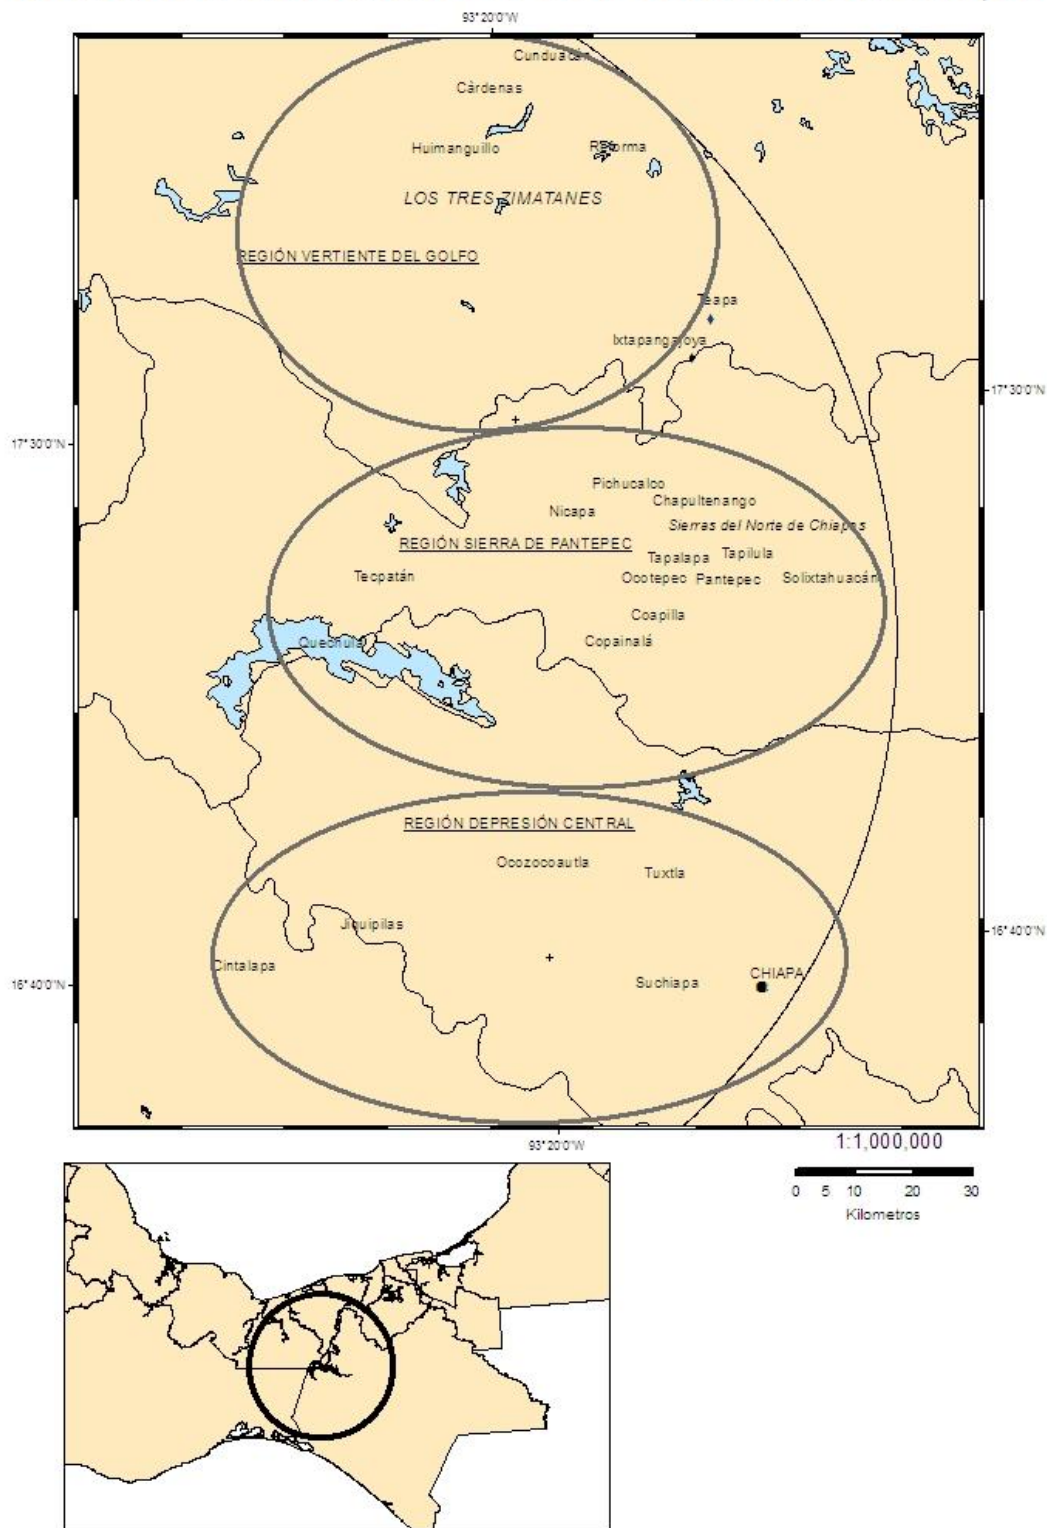 93°20'0"W
Cunduacán
Cárdenas
Huimanguillo
Reforma
LOS TRES ZIMATANES
REGIÓN VERTIENTE DEL GOLFO
Teapa
Ixtapangajoya
17°30'0"N
17°30'0"N
Pichucalco
Chapultenango
Nicapa
Sierras del Norte de Chiapas
REGIÓN SIERRA DE PANTEPEC
Tapalapa
Tapilula
Tecpatán
Ocotepec
Pantepec
Solixtahuacán
Coapilla
Quechula
Copainalá
REGIÓN DEPRESIÓN CENTRAL
Ocozocoautla
Tuxtla
Jiquipilas
16°40'0"N
Cintalapa
CHIAPA
Suchiapa
16°40'0"N
93°20'0"W
1:1,000,000
0 5 10 20 30
Kilometros